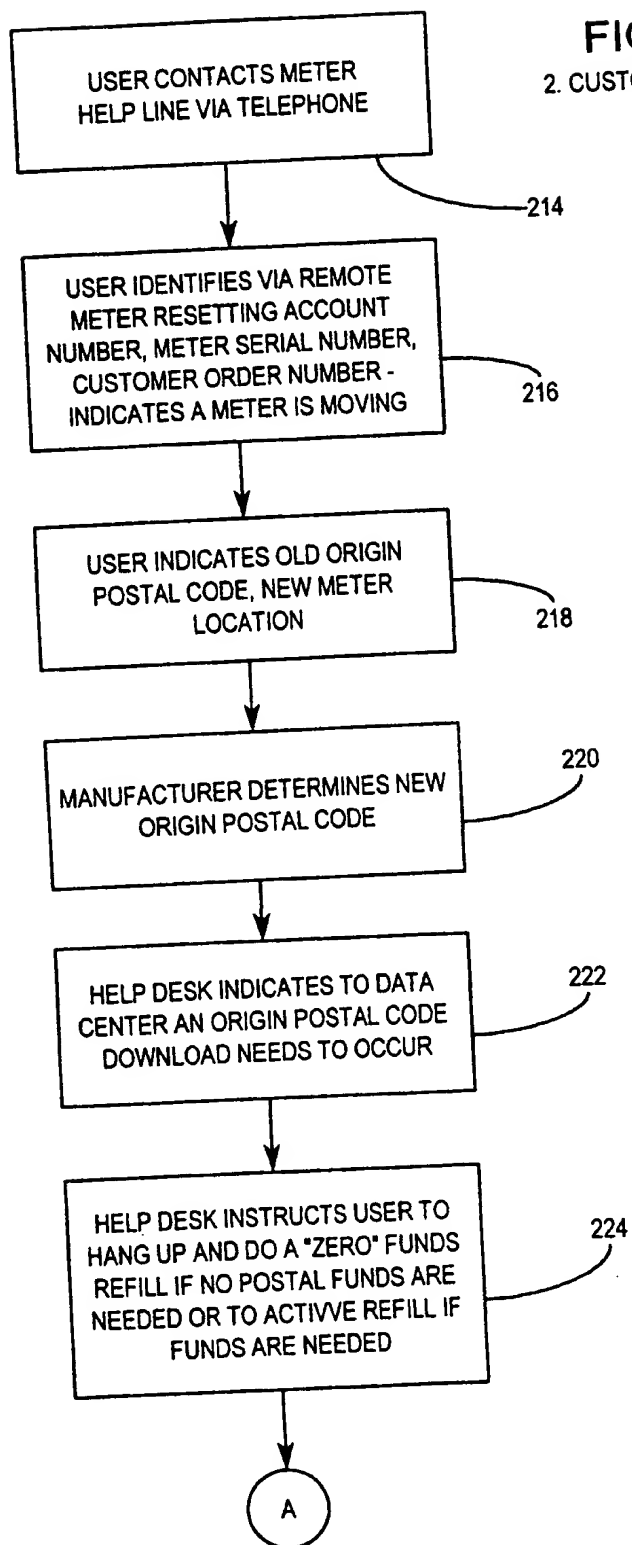 FIG
2. CUSTO
USER CONTACTS METER
HELP LINE VIA TELEPHONE
214
USER IDENTIFIES VIA REMOTE
METER RESETTING ACCOUNT
NUMBER, METER SERIAL NUMBER,
CUSTOMER ORDER NUMBER -
INDICATES A METER IS MOVING
216
USER INDICATES OLD ORIGIN
POSTAL CODE, NEW METER
LOCATION
218
MANUFACTURER DETERMINES NEW
ORIGIN POSTAL CODE
220
HELP DESK INDICATES TO DATA
CENTER AN ORIGIN POSTAL CODE
DOWNLOAD NEEDS TO OCCUR
222
HELP DESK INSTRUCTS USER TO
HANG UP AND DO A "ZERO" FUNDS
REFILL IF NO POSTAL FUNDS ARE
NEEDED OR TO ACTIVVE REFILL IF
FUNDS ARE NEEDED
224
A